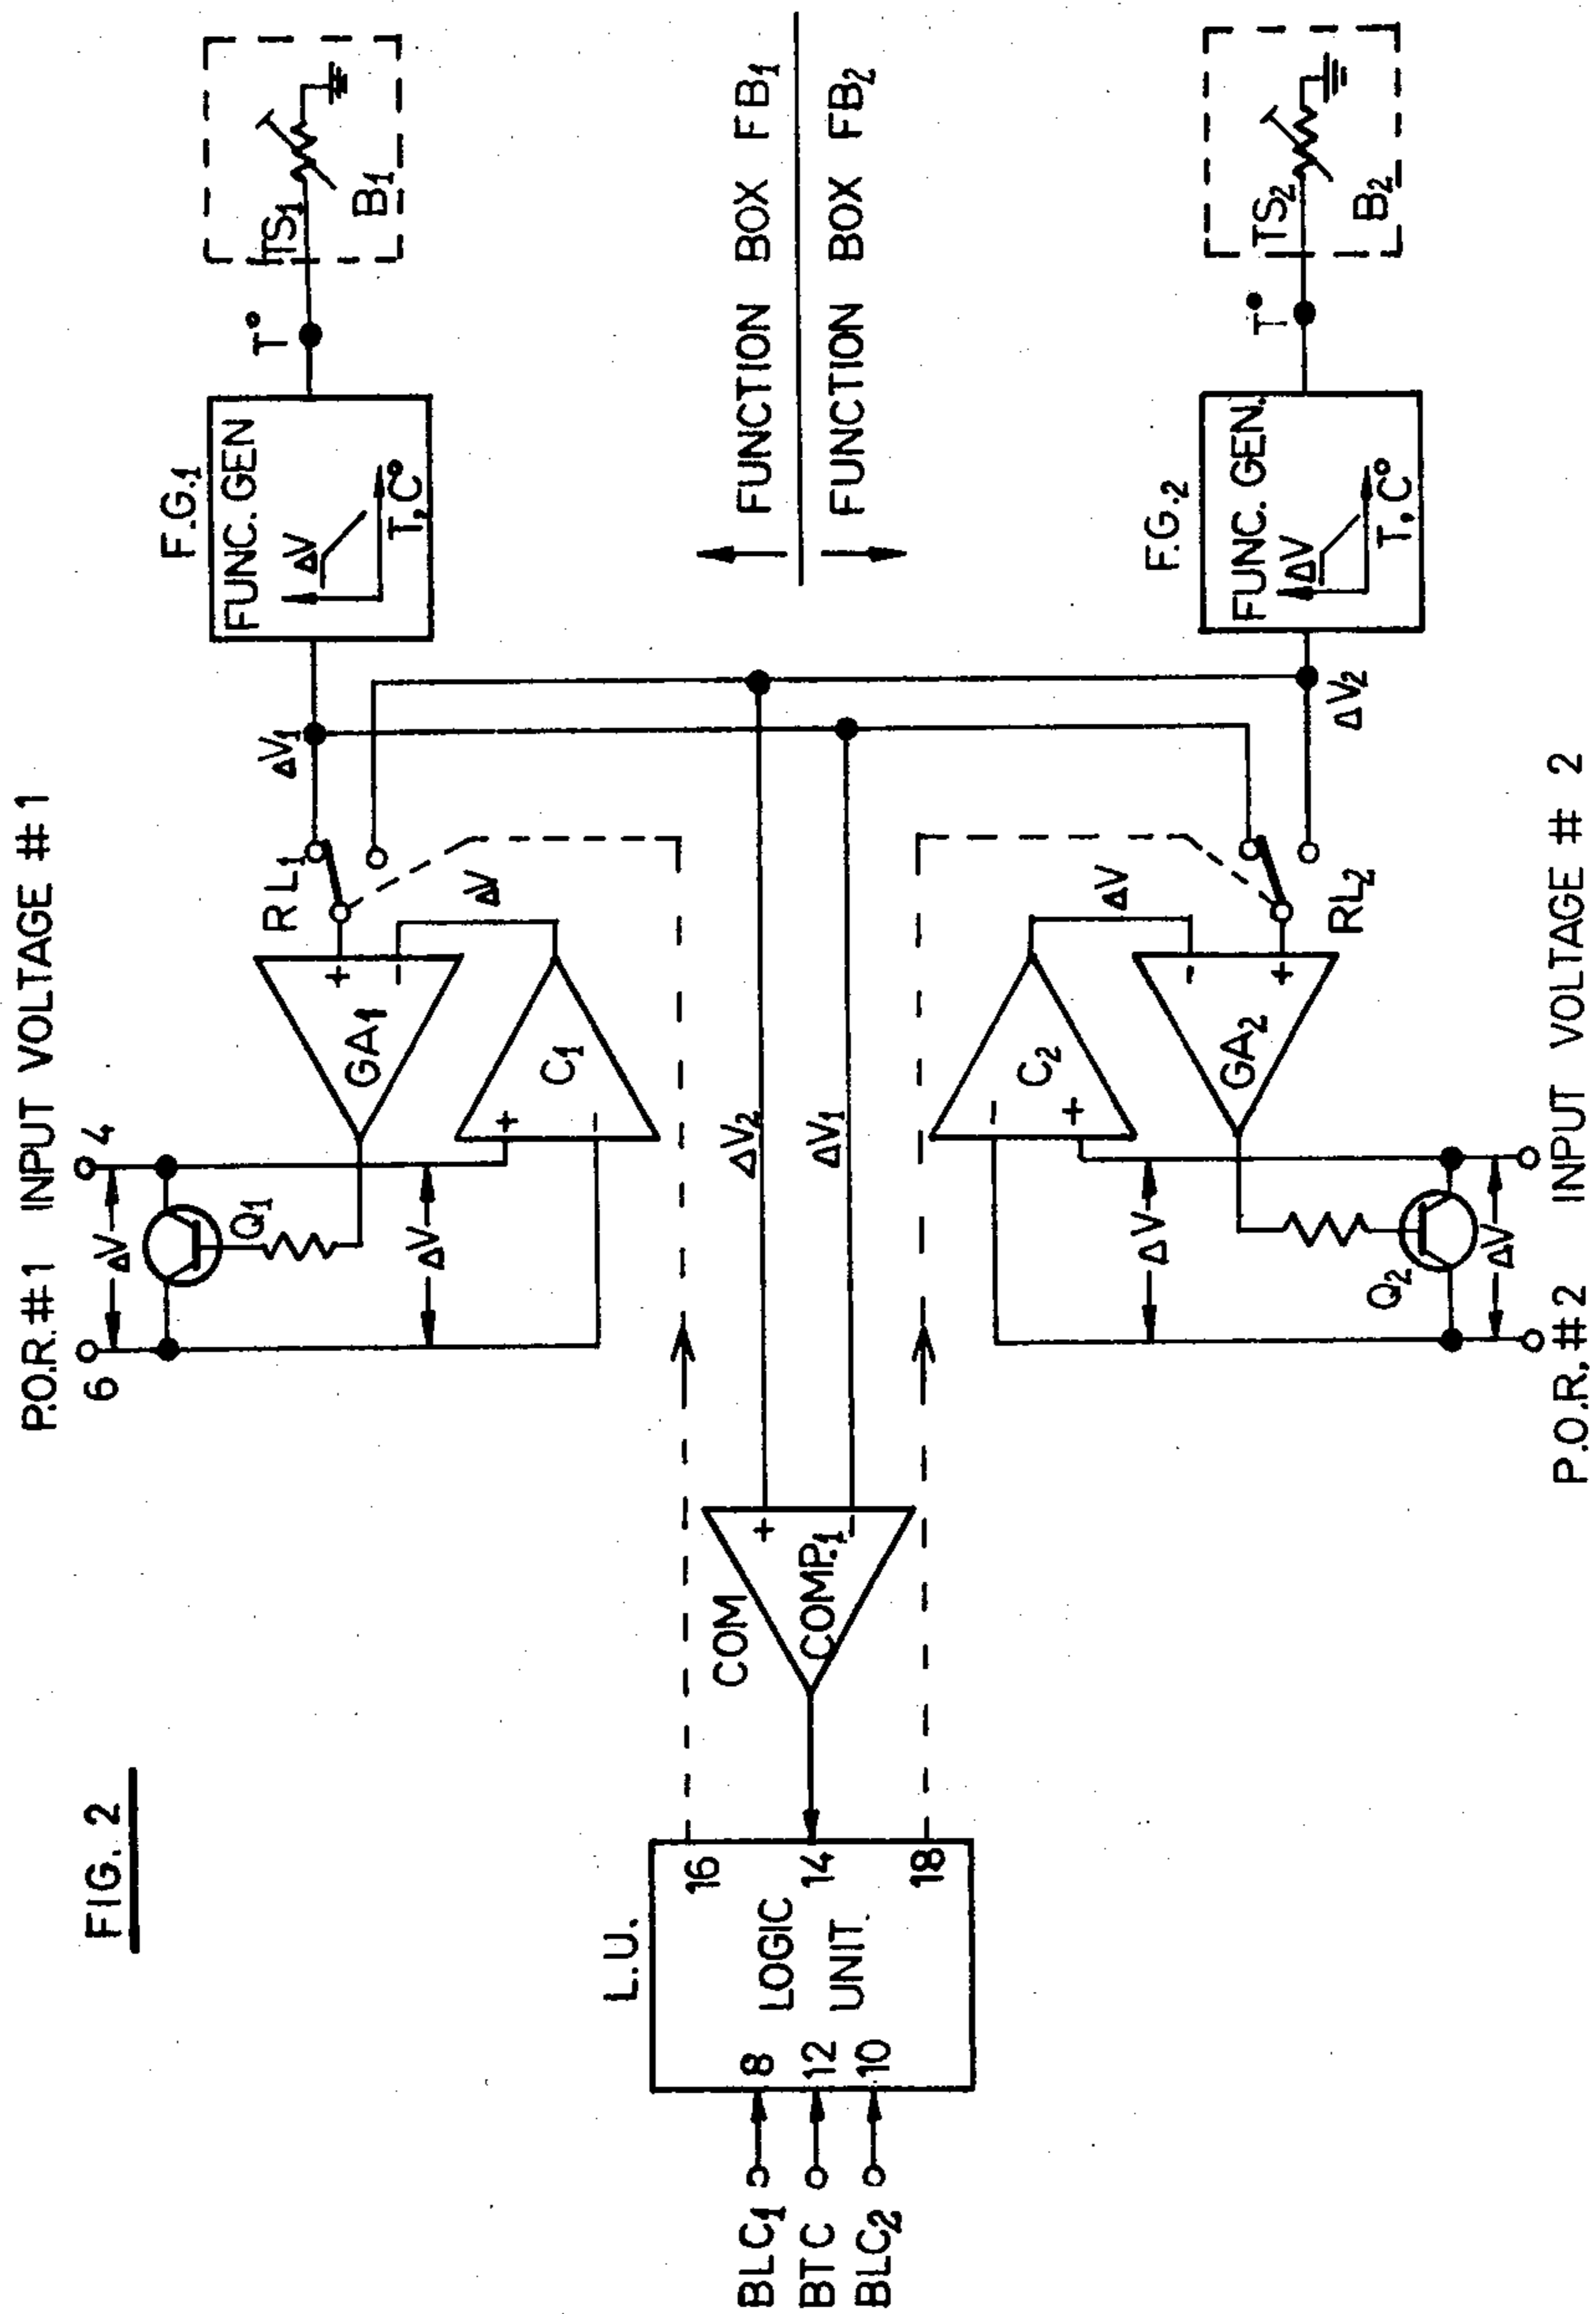 FIG. 2
P.O.R.#1 INPUT VOLTAGE #1
6
4
ΔV
Q1
ΔV
GA1
+
-
C1
+
-
ΔV
RL1
ΔV1
F.G.1
FUNC. GEN
ΔV
T,C°
T°
TS1
B1
FUNCTION BOX FB1
FUNCTION BOX FB2
L.U.
LOGIC
UNIT.
8
12
10
16
14
18
BLC1
BTC
BLC2
COM
COMP.1
+
-
ΔV2
ΔV1
C2
-
+
ΔV
GA2
-
+
RL2
ΔV2
F.G.2
FUNC. GEN.
ΔV
T,C°
T°
TS2
B2
ΔV
Q2
ΔV
P.O.R.#2 INPUT VOLTAGE # 2